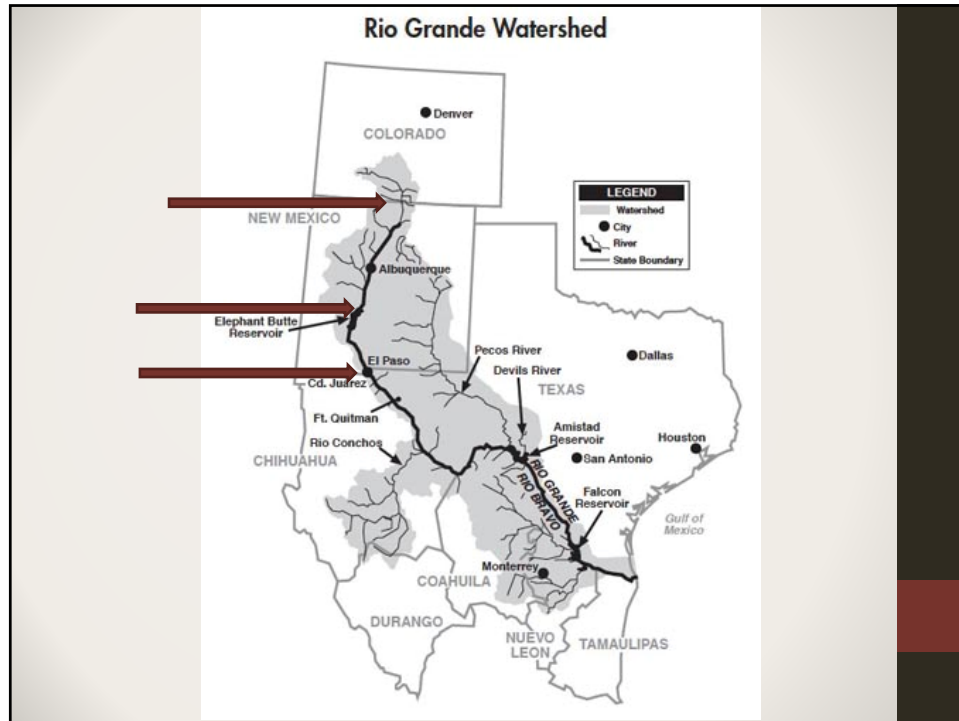 Rio Grande Watershed
Denver
COLORADO
LEGEND
Watershed
City
River
State Boundary
NEW MEXICO
Albuquerque
Elephant Butte
Reservoir
Pecos River
Dallas
El Paso
Devils River
Cd. Juárez
TEXAS
Ft. Quitman
Amistad
Reservoir
Houston
Rio Conchos
San Antonio
CHIHUAHUA
RIO GRANDE
RIO BRAVO
Falcon
Reservoir
Gulf of
Mexico
Monterrey
COAHUILA
DURANGO
NUEVO
LEON
TAMAULIPAS